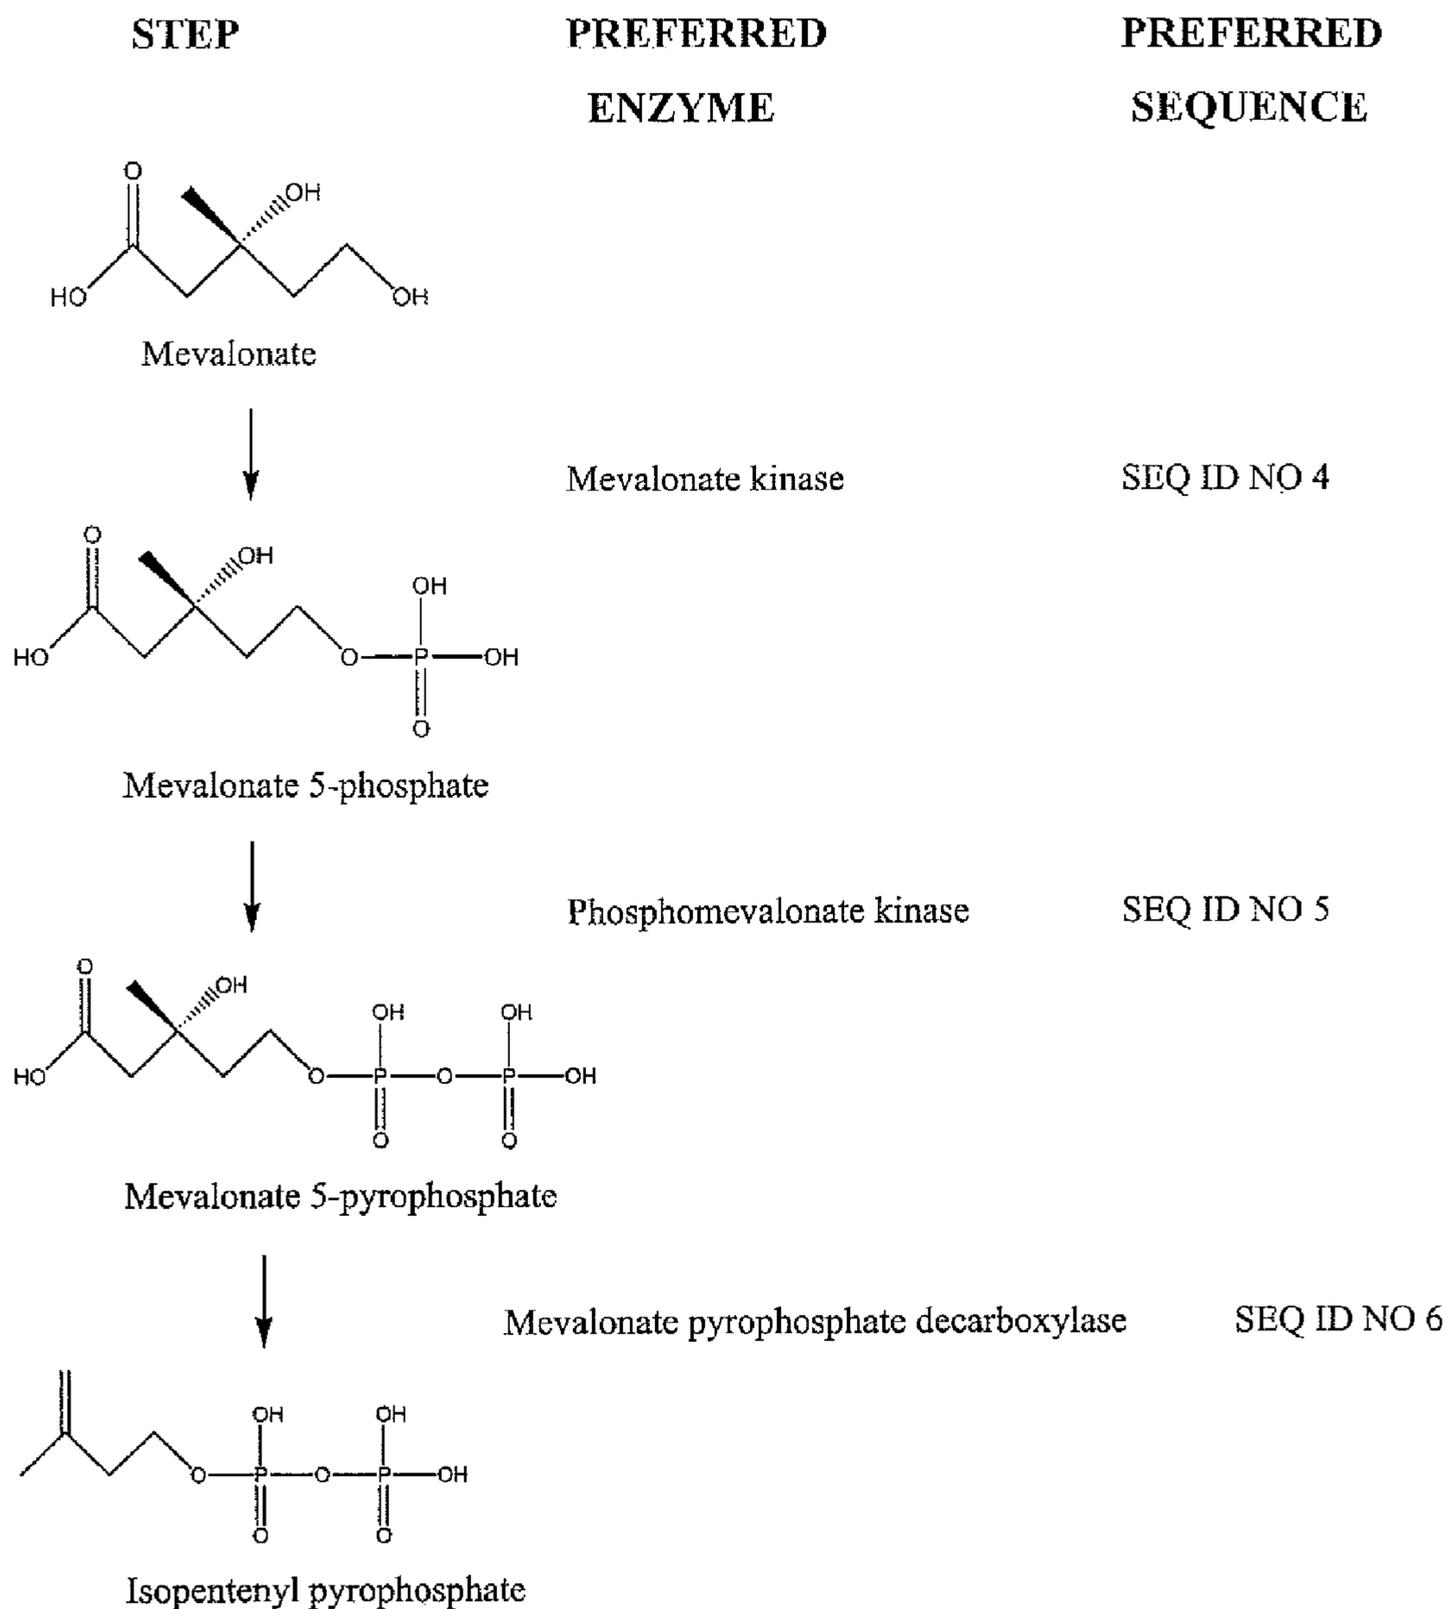 STEP PREFERRED PREFERRED
ENZYME SEQUENCE
O
OH
HO OH
Mevalonate
Mevalonate kinase SEQ ID NO 4
O
OH
OH
HO O P OH
O
Mevalonate 5-phosphate
Phosphomevalonate kinase SEQ ID NO 5
O
OH
OH OH
HO O P O P OH
O O
Mevalonate 5-pyrophosphate
Mevalonate pyrophosphate decarboxylase SEQ ID NO 6
OH OH
O P O P OH
O O
Isopentenyl pyrophosphate